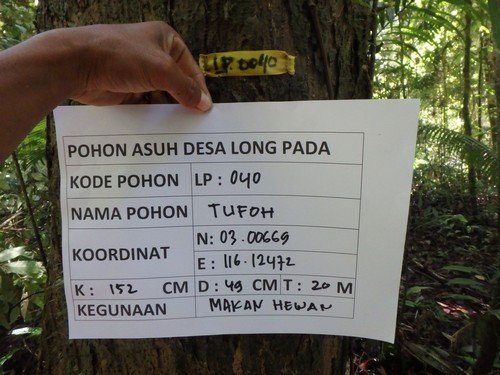 LP.0040
POHON ASUH DESA LONG PADA
KODE POHON LP : 040
NAMA POHON TUFOH
KOORDINAT N: 03.00669
E : 116.12472
K : 152 CM D : 49 CM T : 20 M
KEGUNAAN MAKAN HEWAN